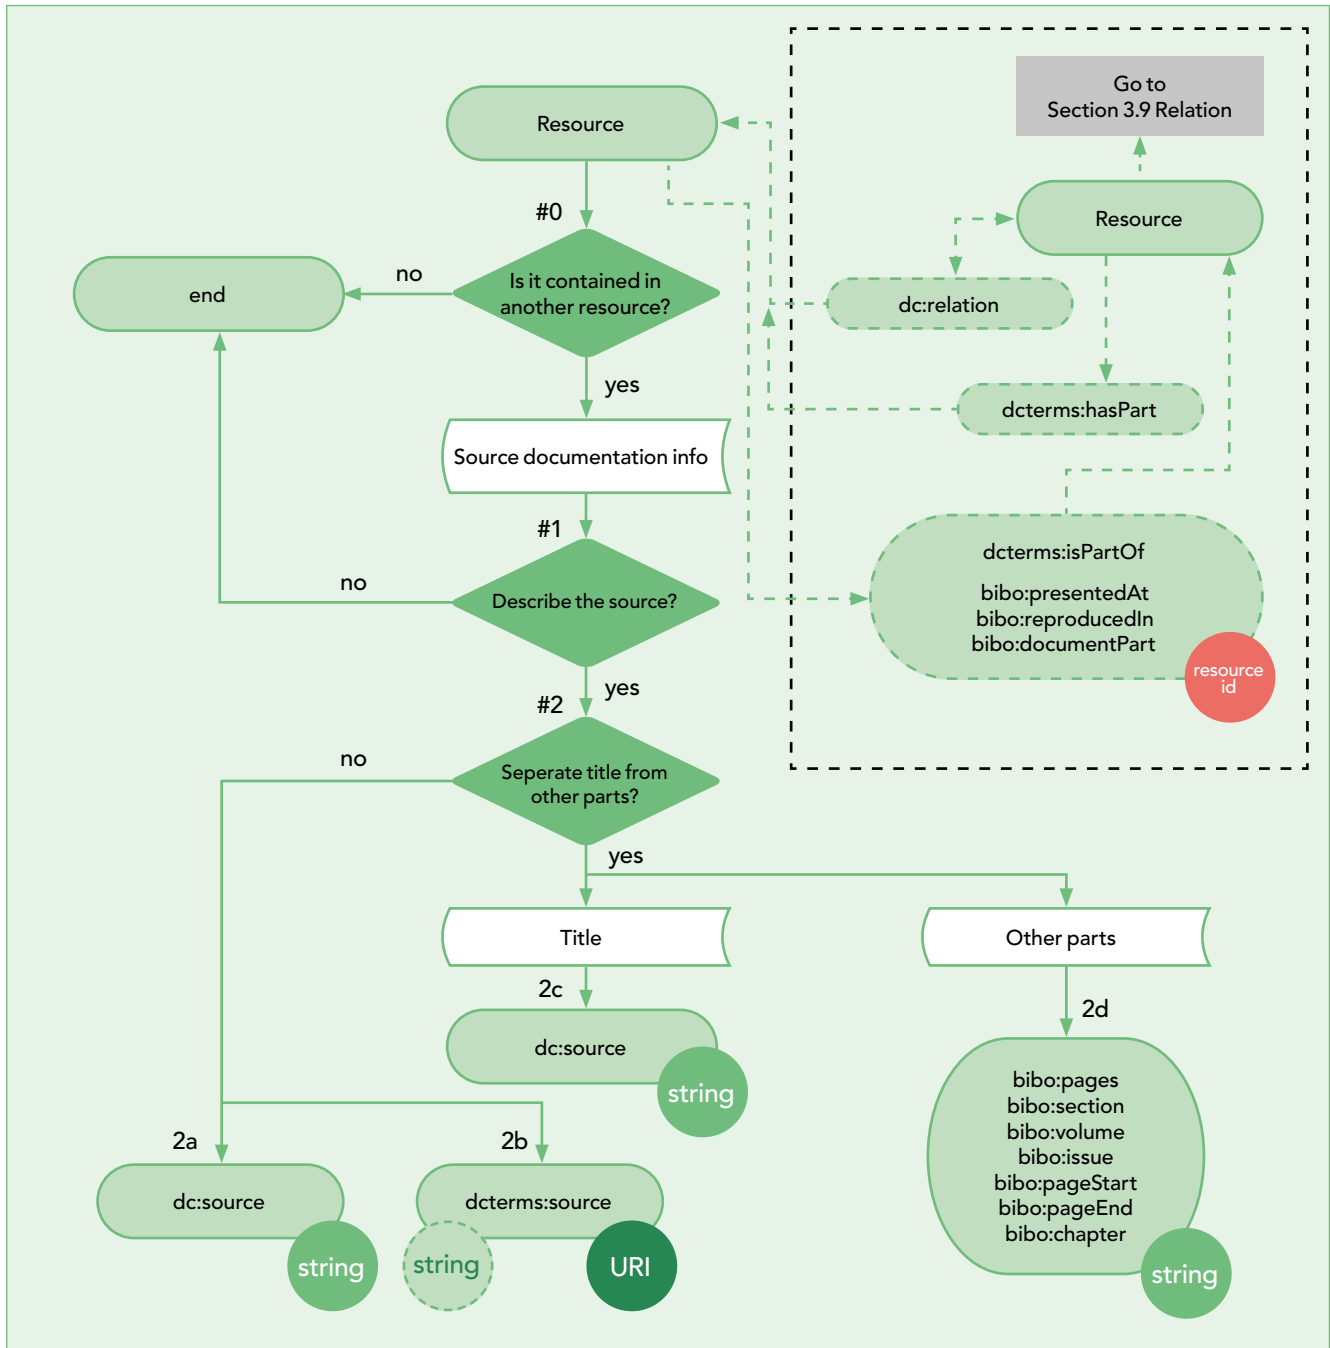 Go to
Section 3.9 Relation
Resource
Resource
#0
Is it contained in
another resource?
no
end
dc:relation
yes
dcterms:hasPart
Source documentation info
#1
dcterms:isPartOf
bibo:presentedAt
bibo:reproducedIn
bibo:documentPart
resource
id
no
Describe the source?
yes
#2
no
Seperate title from
other parts?
yes
Title
Other parts
2c
2d
dc:source
string
bibo:pages
bibo:section
bibo:volume
bibo:issue
bibo:pageStart
bibo:pageEnd
bibo:chapter
string
2a
2b
dc:source
string
dcterms:source
string
URI